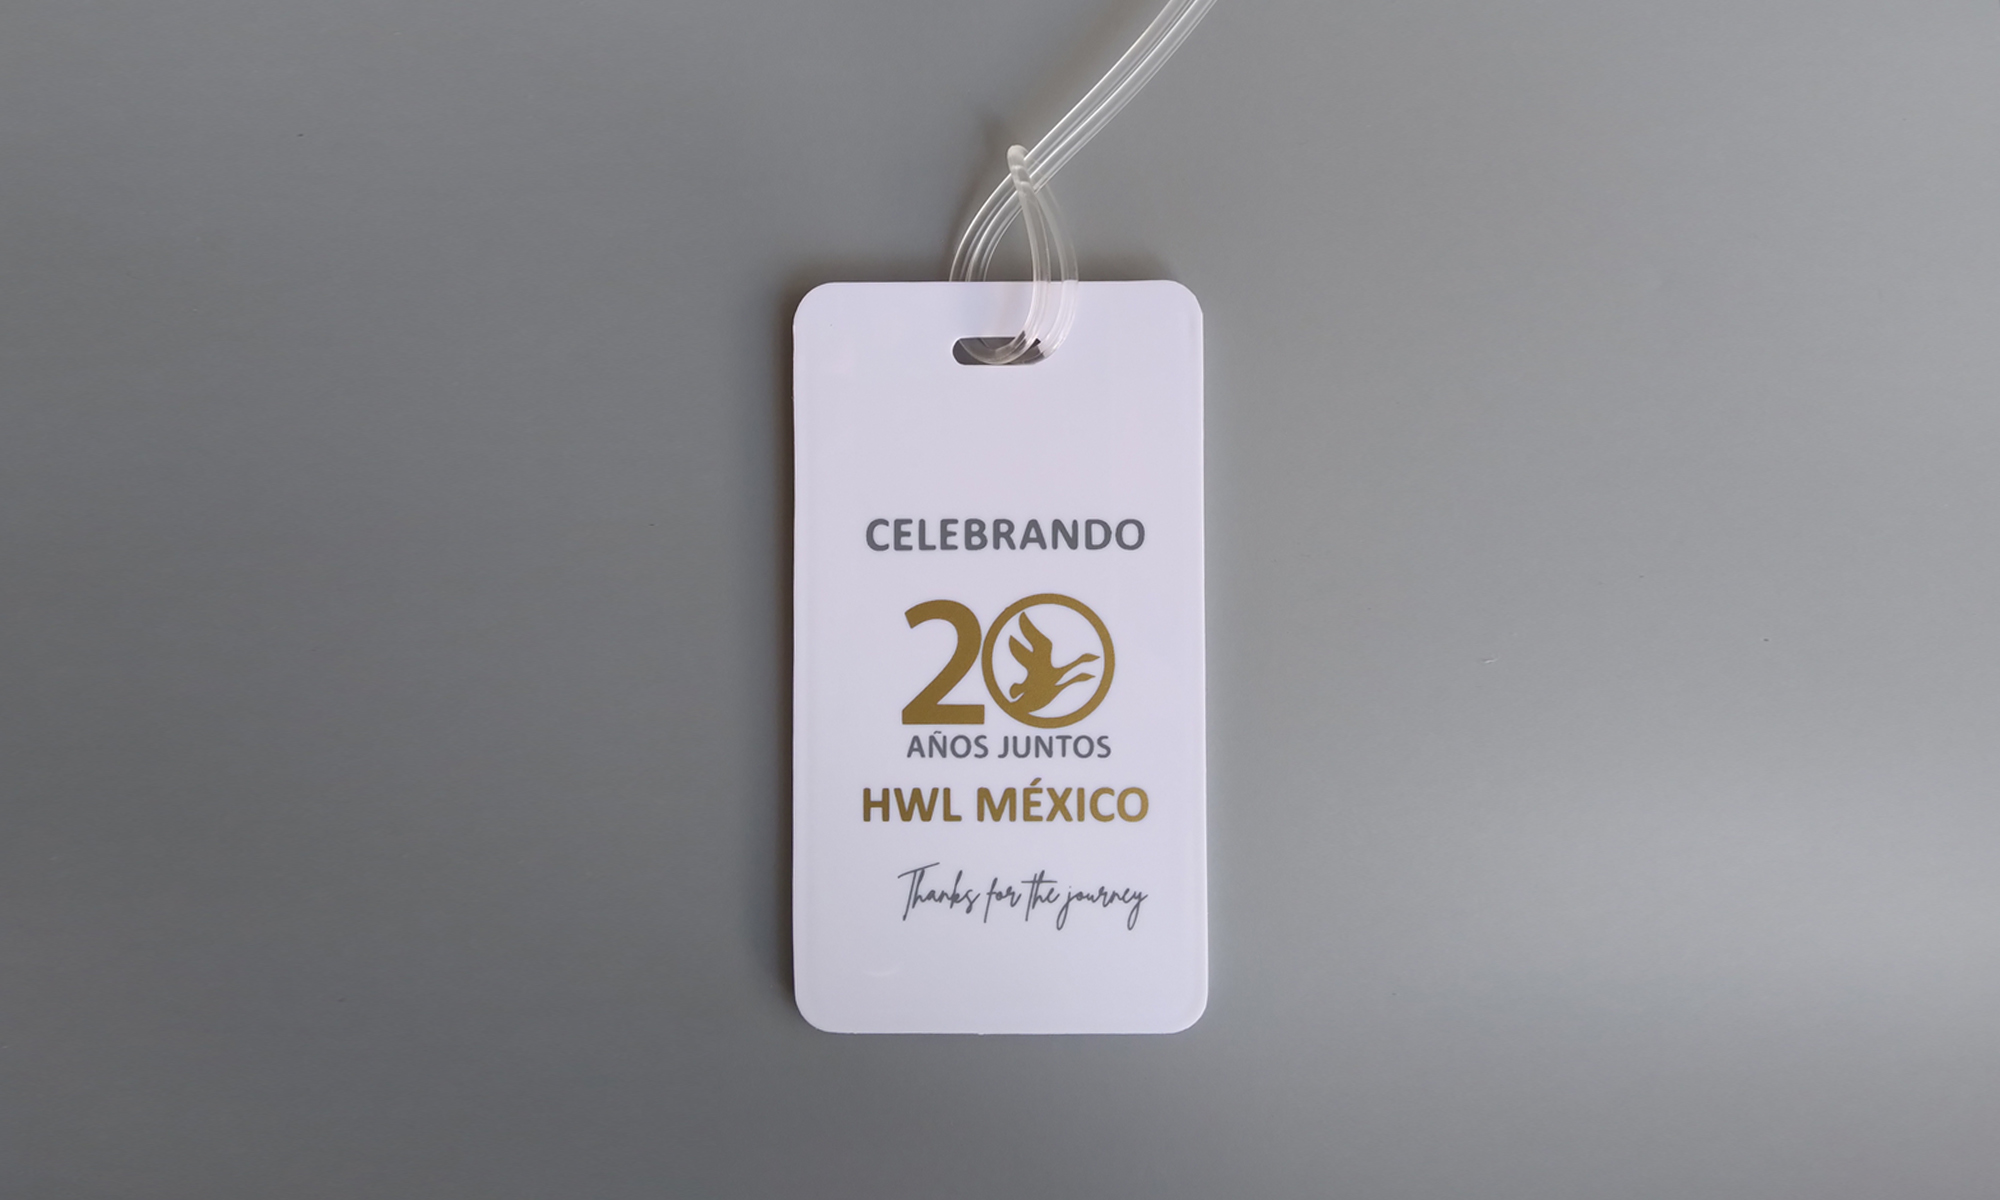 CELEBRANDO
20
AÑOS JUNTOS
HWL MÉXICO
Thanks for the journey